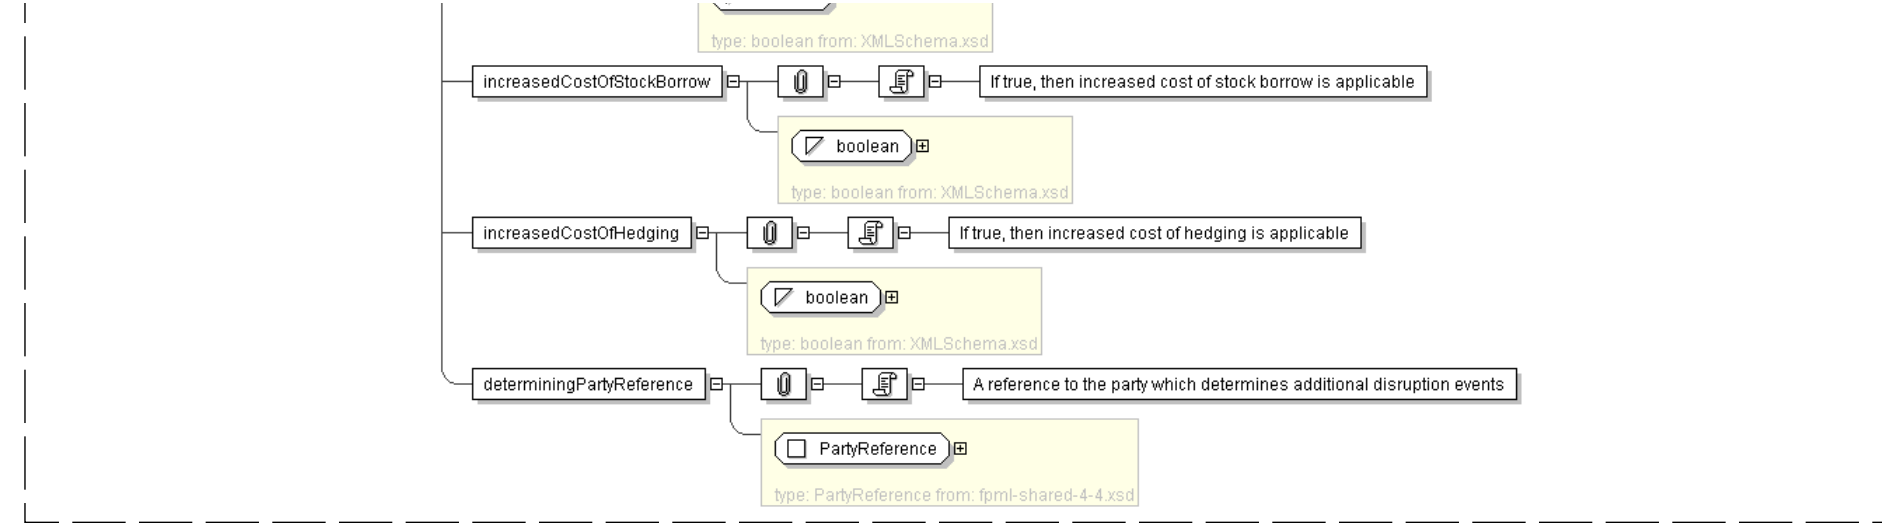 type: boolean from: XMLSchema.xsd
increasedCostOfStockBorrow If true, then increased cost of stock borrow is applicable
boolean
type: boolean from: XMLSchema.xsd
increasedCostOfHedging If true, then increased cost of hedging is applicable
boolean
type: boolean from: XMLSchema.xsd
determiningPartyReference A reference to the party which determines additional disruption events
PartyReference
type: PartyReference from: fpml-shared-4-4.xsd